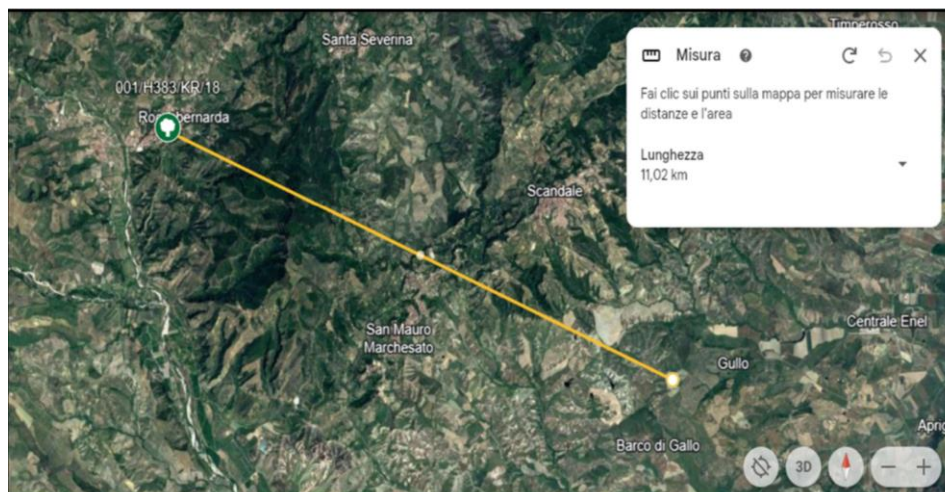 Timperosso
Santa Severina
001/H383/KR/18
Misura
Fai clic sui punti sulla mappa per misurare le
distanze e l'area
Lunghezza
11,02 km
Scandale
San Mauro
Marchesato
Centrale Enel
Gullo
Barco di Gallo
3D